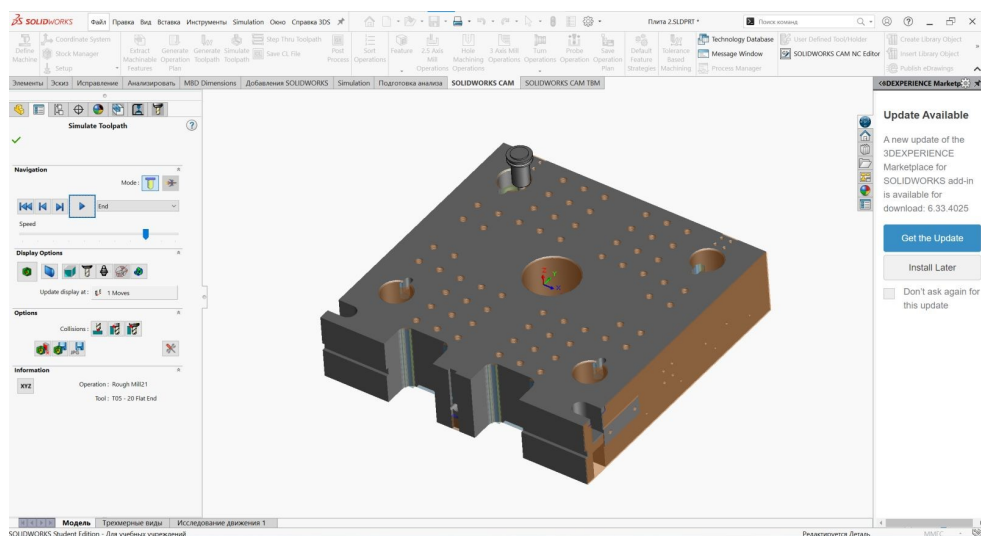 SOLIDWORKS Файл Правка Вид Вставка Инструменты Simulation Окно Справка 3DS Плита 2.SLDPRT * Поиск команд
Define Machine
Coordinate System
Stock Manager
Setup
Extract Machinable Features
Generate Operation Plan
Generate Toolpath
Simulate Toolpath
Step Thru Toolpath
Save CL File
Post Process
Sort Operations
Feature
2.5 Axis Mill Operations
Hole Machining Operations
3 Axis Mill Operations
Turn Operations
Probe Operation
Save Operation Plan
Default Feature Strategies
Tolerance Based Machining
Technology Database
Message Window
Process Manager
User Defined Tool/Holder
SOLIDWORKS CAM NC Editor
Create Library Object
Insert Library Object
Publish eDrawings
Элементы Эскиз Исправление Анализировать MBD Dimensions Добавления SOLIDWORKS Simulation Подготовка анализа SOLIDWORKS CAM SOLIDWORKS CAM TBM
Simulate Toolpath
Navigation
Mode :
End
Speed
Display Options
Update display at : 1 Moves
Options
Collisions :
Information
XYZ
Operation : Rough Mill21
Tool : T05 - 20 Flat End
3DEXPERIENCE Marketp
Update Available
A new update of the
3DEXPERIENCE
Marketplace for
SOLIDWORKS add-in
is available for
download: 6.33.4025
Get the Update
Install Later
Don't ask again for
this update
Модель Трехмерные виды Исследование движения 1
SOLIDWORKS Student Edition - Для учебных учреждений Редактируется Деталь ММГС